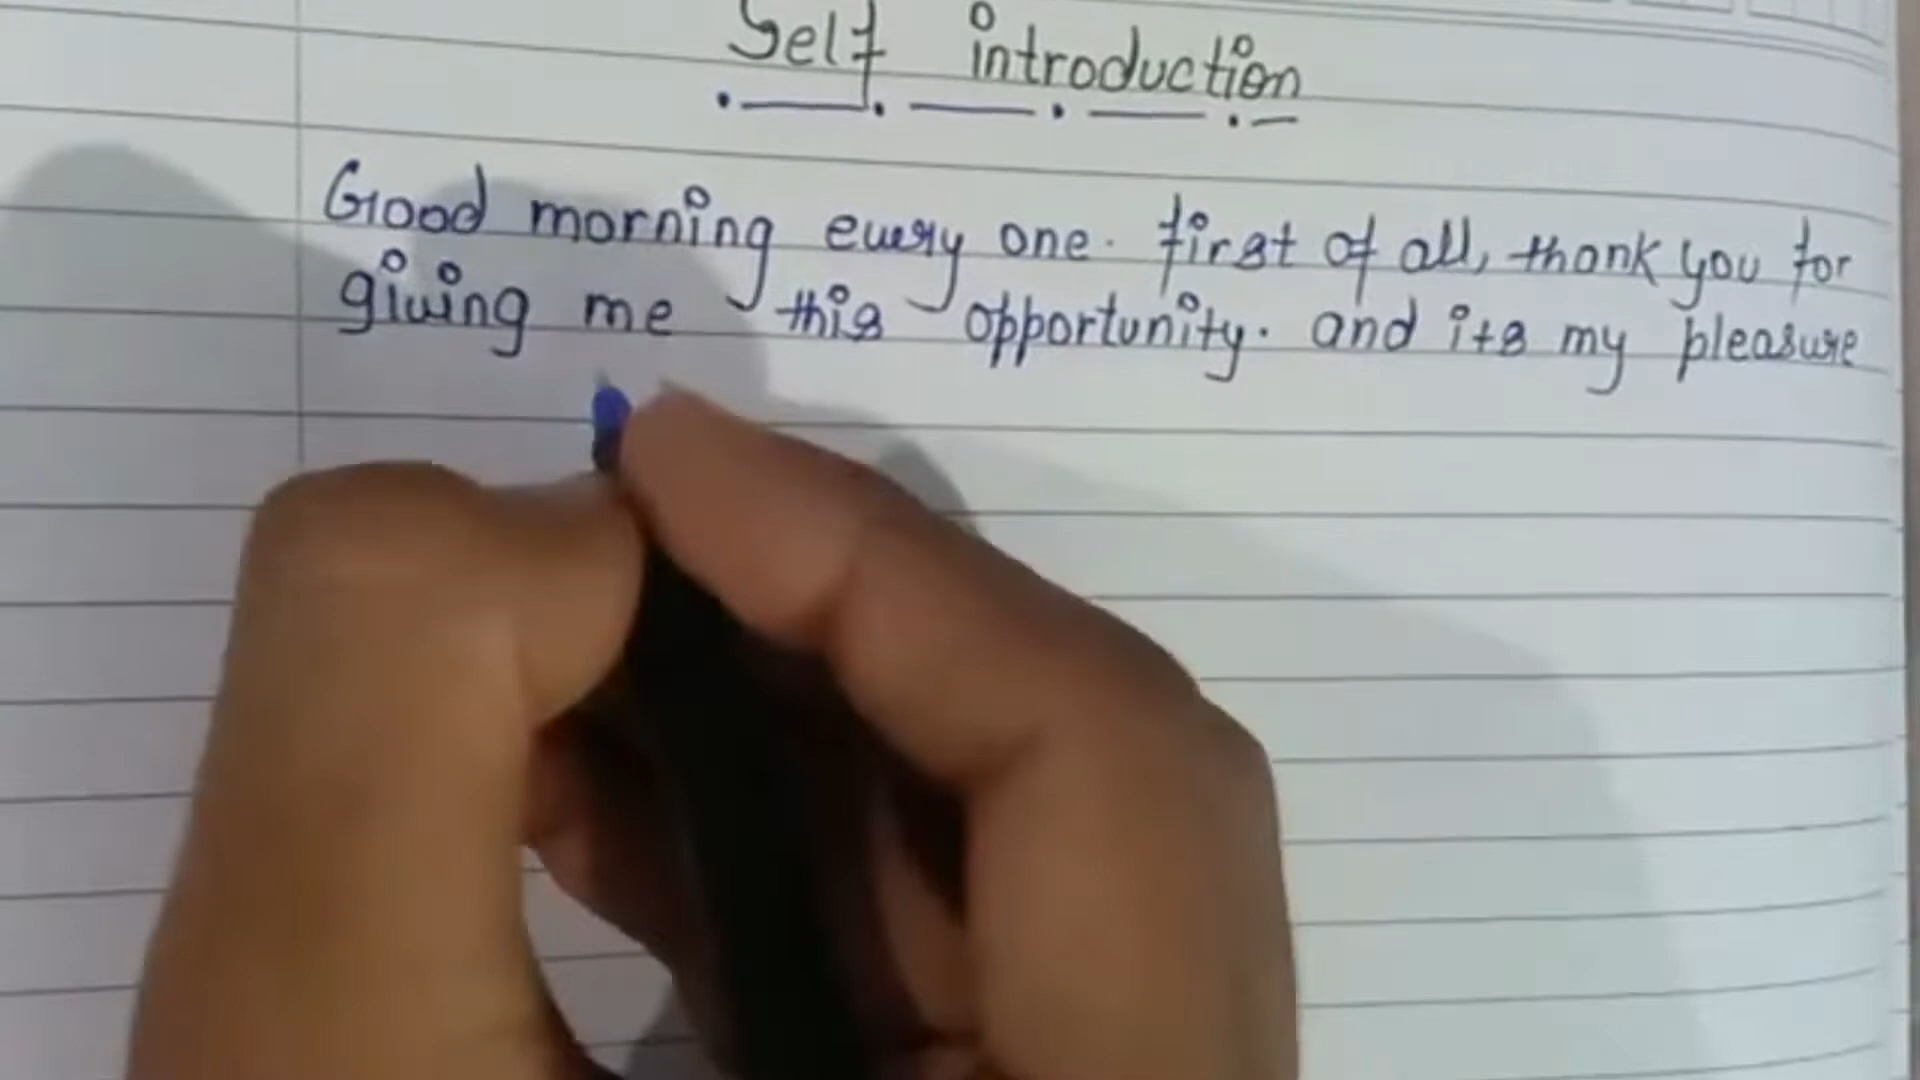 Self introduction
Good morning every one. first of all, thank you for
giving me this opportunity. and its my pleasure